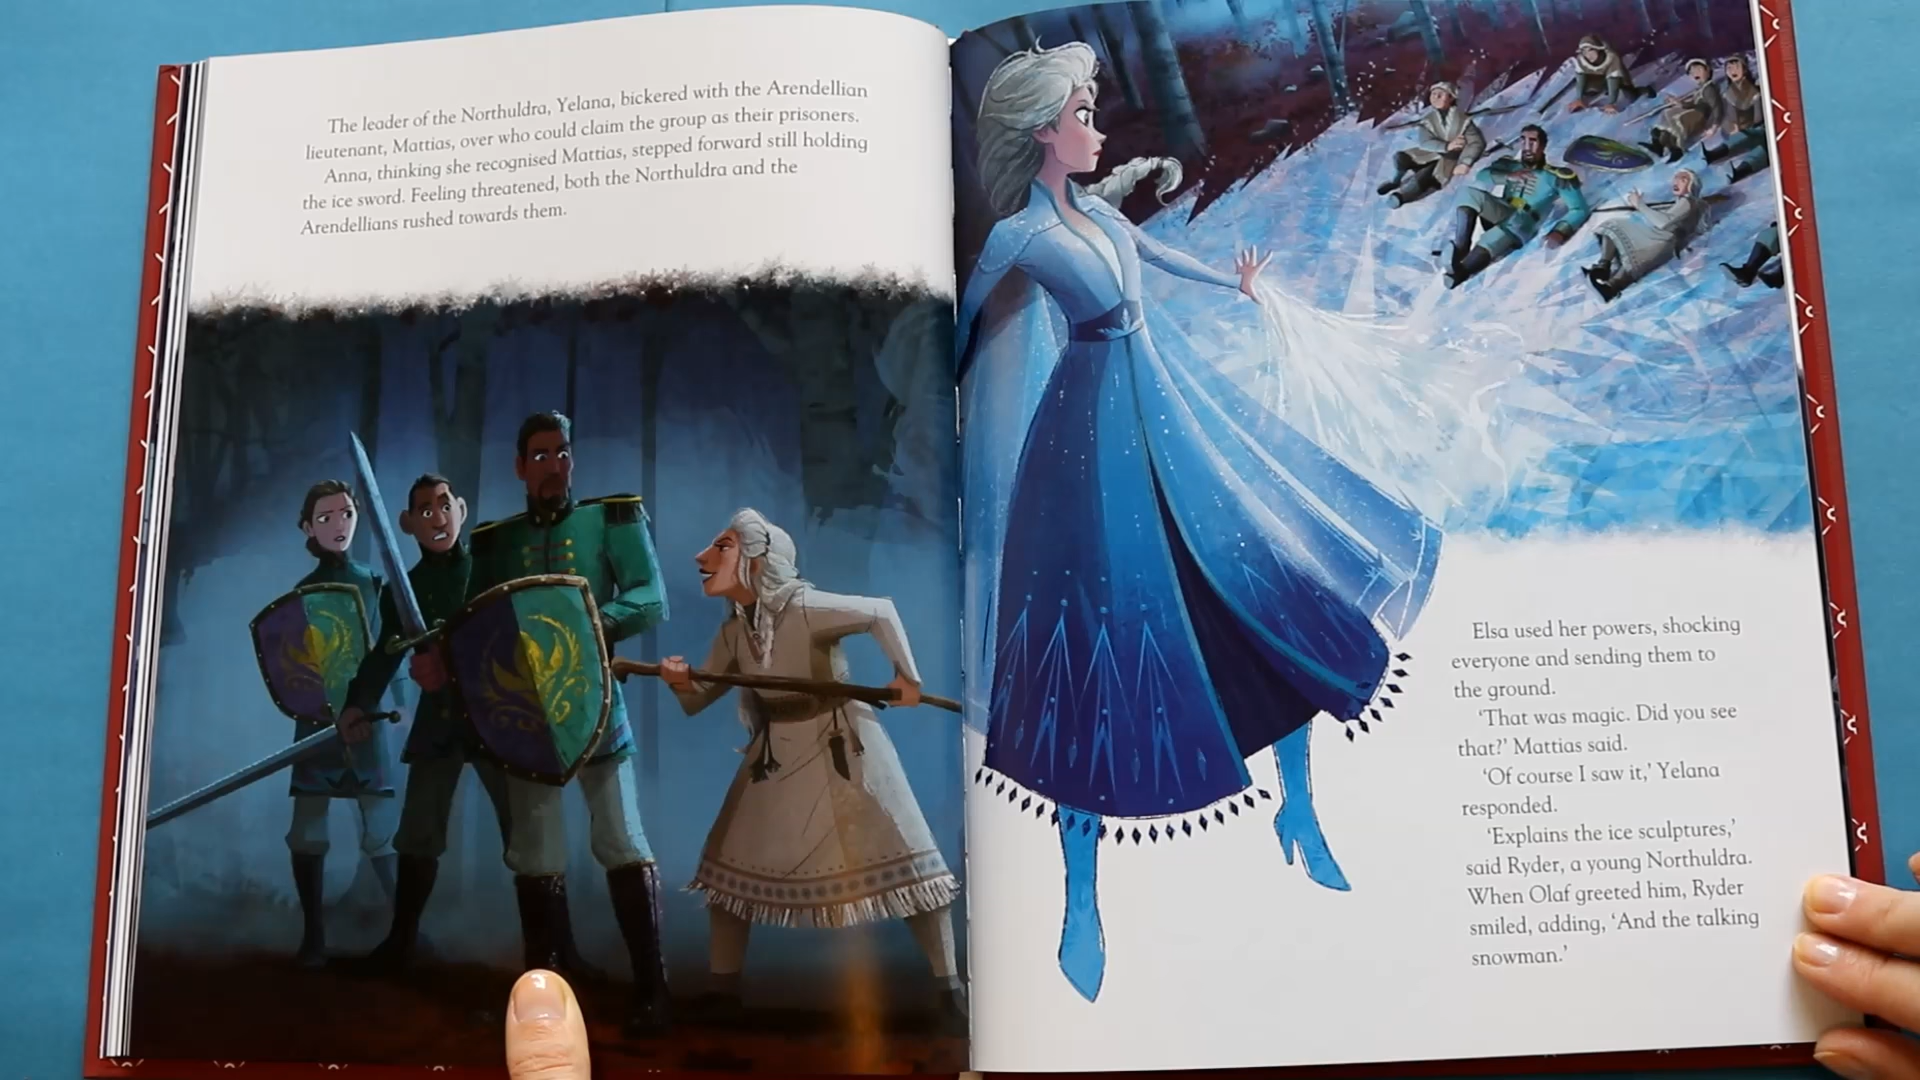 The leader of the Northuldra, Yelana, bickered with the Arendellian
lieutenant, Mattias, over who could claim the group as their prisoners.
Anna, thinking she recognised Mattias, stepped forward still holding
the ice sword. Feeling threatened, both the Northuldra and the
Arendellians rushed towards them.
Elsa used her powers, shocking
everyone and sending them to
the ground.
‘That was magic. Did you see
that?’ Mattias said.
‘Of course I saw it,’ Yelana
responded.
‘Explains the ice sculptures,’
said Ryder, a young Northuldra.
When Olaf greeted him, Ryder
smiled, adding, ‘And the talking
snowman.’